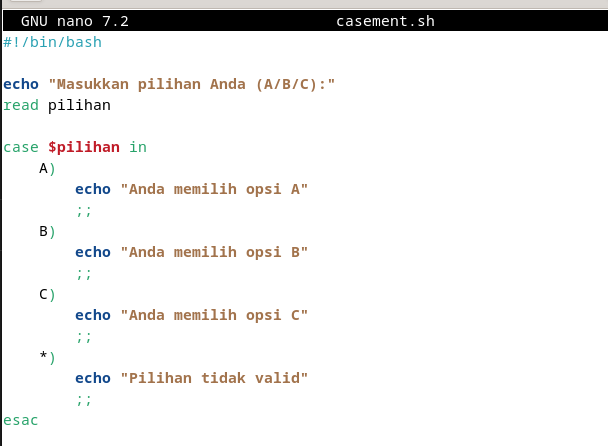 GNU nano 7.2 casement.sh
#!/bin/bash
echo "Masukkan pilihan Anda (A/B/C):"
read pilihan
case $pilihan in
    A)
        echo "Anda memilih opsi A"
        ;;
    B)
        echo "Anda memilih opsi B"
        ;;
    C)
        echo "Anda memilih opsi C"
        ;;
    *)
        echo "Pilihan tidak valid"
        ;;
esac